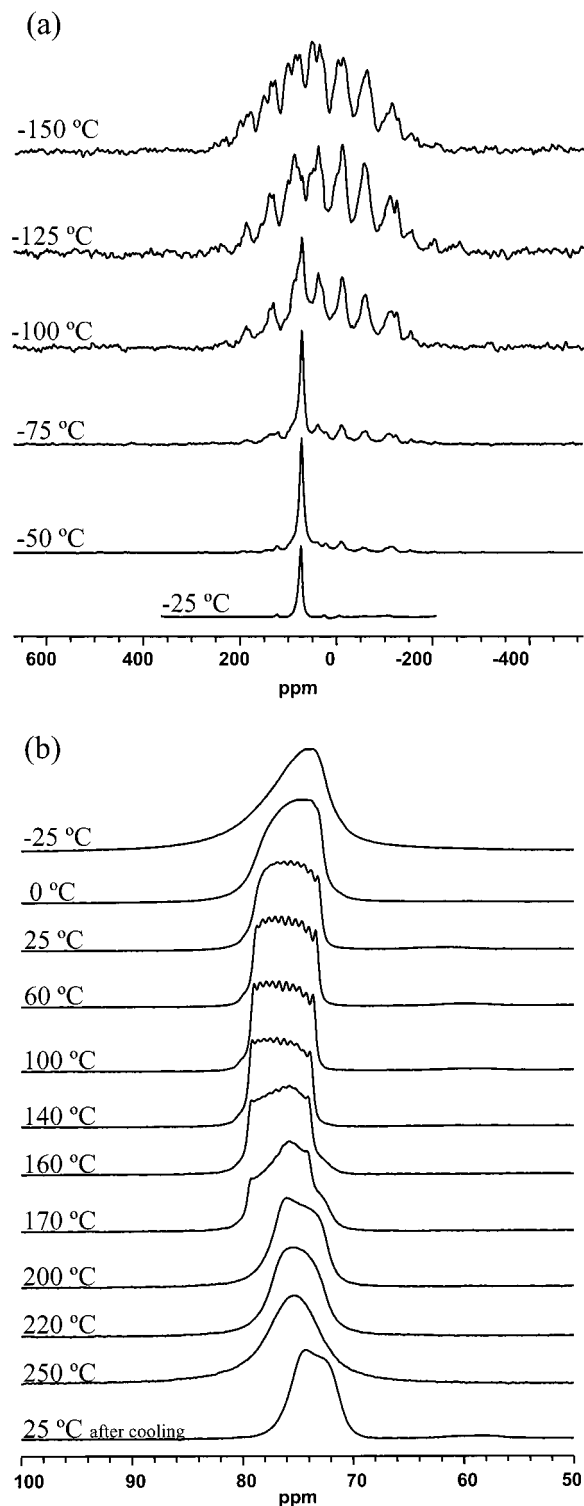 (a)
-150 ºC
-125 ºC
-100 ºC
-75 ºC
-50 ºC
-25 ºC
600 400 200 0 -200 -400
ppm
(b)
-25 ºC
0 ºC
25 ºC
60 ºC
100 ºC
140 ºC
160 ºC
170 ºC
200 ºC
220 ºC
250 ºC
25 ºC after cooling
100 90 80 70 60 50
ppm